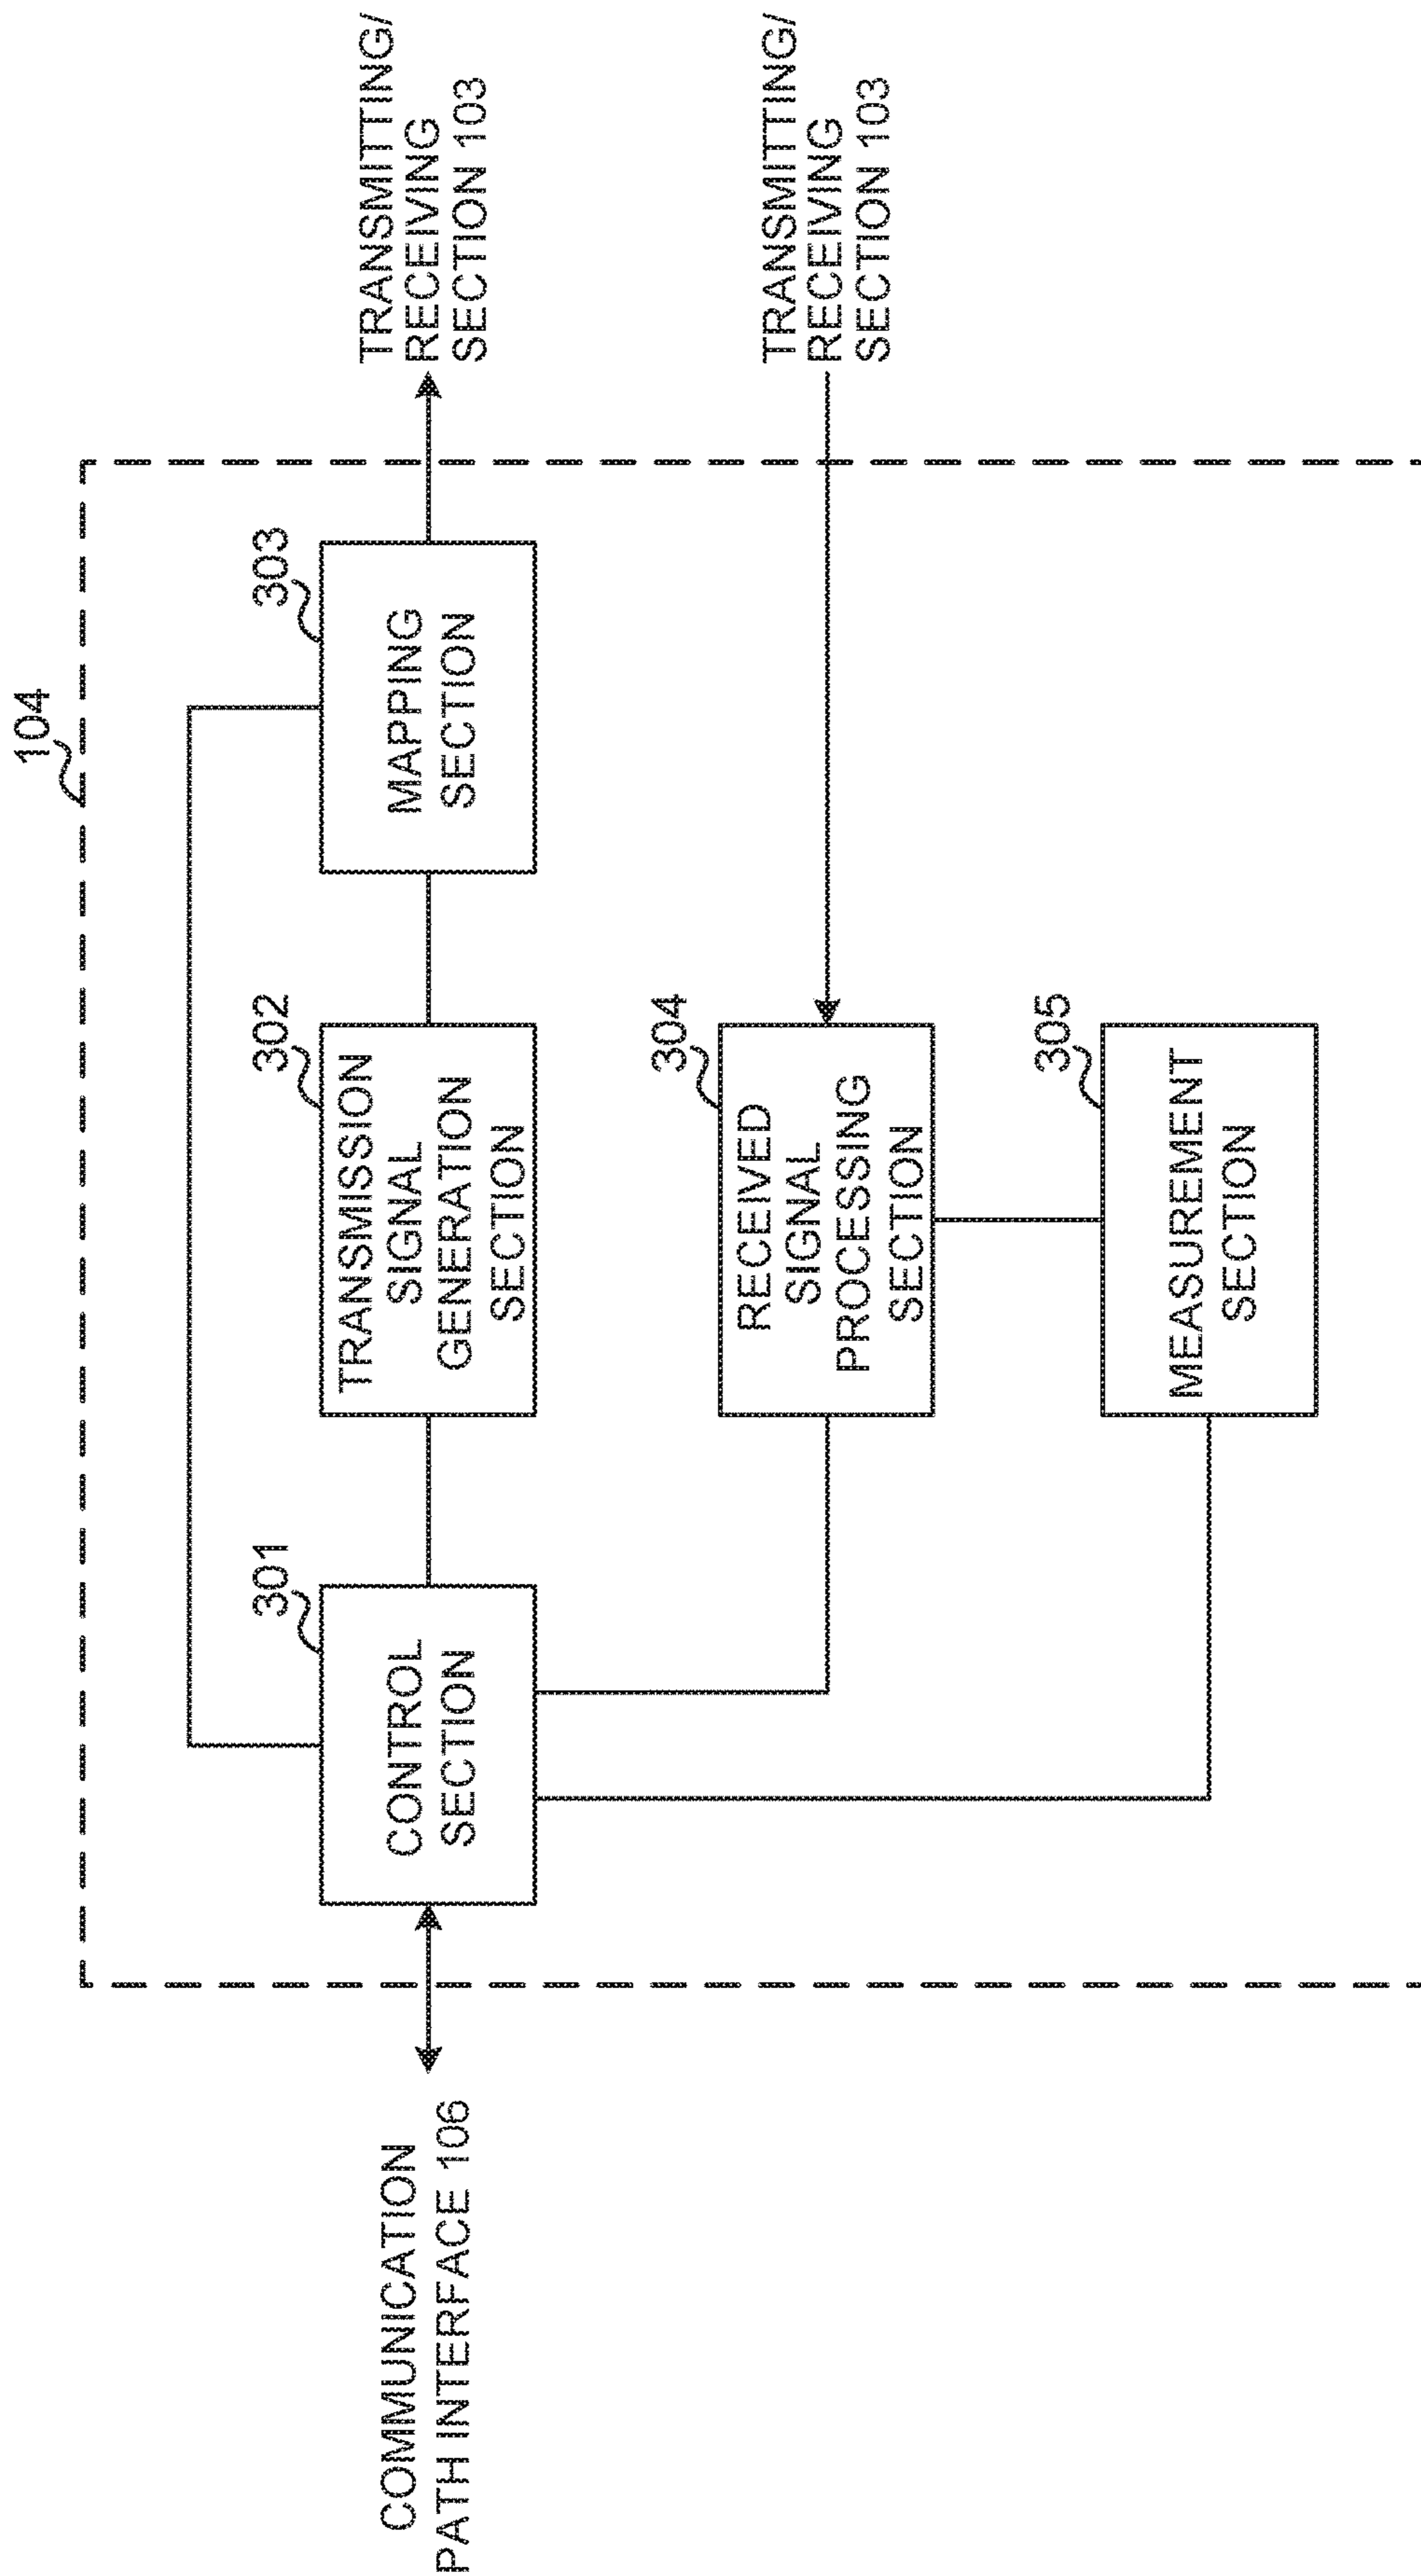 104
COMMUNICATION
PATH INTERFACE 106
301
CONTROL
SECTION
302
TRANSMISSION
SIGNAL
GENERATION
SECTION
303
MAPPING
SECTION
TRANSMITTING/
RECEIVING
SECTION 103
304
RECEIVED
SIGNAL
PROCESSING
SECTION
TRANSMITTING/
RECEIVING
SECTION 103
305
MEASUREMENT
SECTION